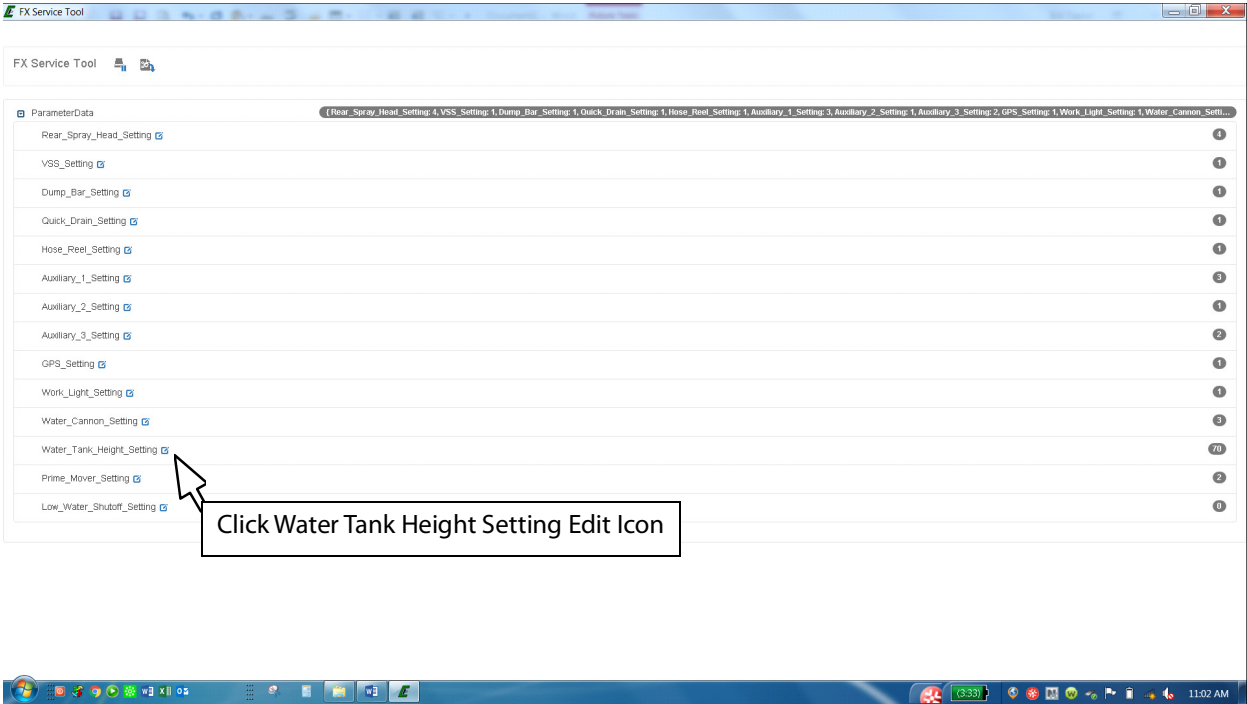 FX Service Tool
FX Service Tool
ParameterData
{Rear_Spray_Head_Setting: 4, VSS_Setting: 1, Dump_Bar_Setting: 1, Quick_Drain_Setting: 1, Hose_Reel_Setting: 1, Auxiliary_1_Setting: 3, Auxiliary_2_Setting: 1, Auxiliary_3_Setting: 2, GPS_Setting: 1, Work_Light_Setting: 1, Water_Cannon_Setti...
Rear_Spray_Head_Setting 4
VSS_Setting 1
Dump_Bar_Setting 1
Quick_Drain_Setting 1
Hose_Reel_Setting 1
Auxiliary_1_Setting 3
Auxiliary_2_Setting 1
Auxiliary_3_Setting 2
GPS_Setting 1
Work_Light_Setting 1
Water_Cannon_Setting 3
Water_Tank_Height_Setting 70
Prime_Mover_Setting 2
Low_Water_Shutoff_Setting 0
Click Water Tank Height Setting Edit Icon
(3:33) 11:02 AM